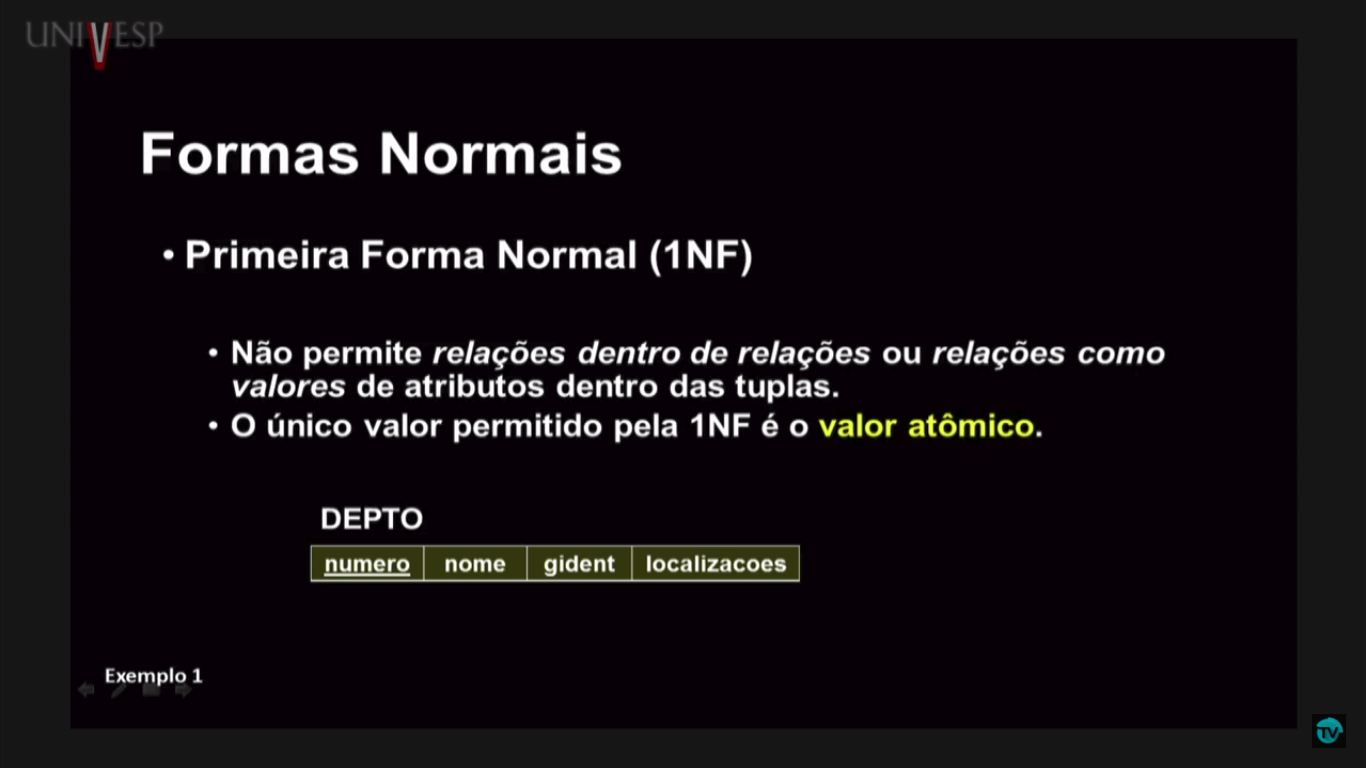 UNIVESP
Formas Normais
• Primeira Forma Normal (1NF)
• Não permite relações dentro de relações ou relações como
valores de atributos dentro das tuplas.
• O único valor permitido pela 1NF é o valor atômico.
DEPTO
numero nome gident localizacoes
Exemplo 1
TV